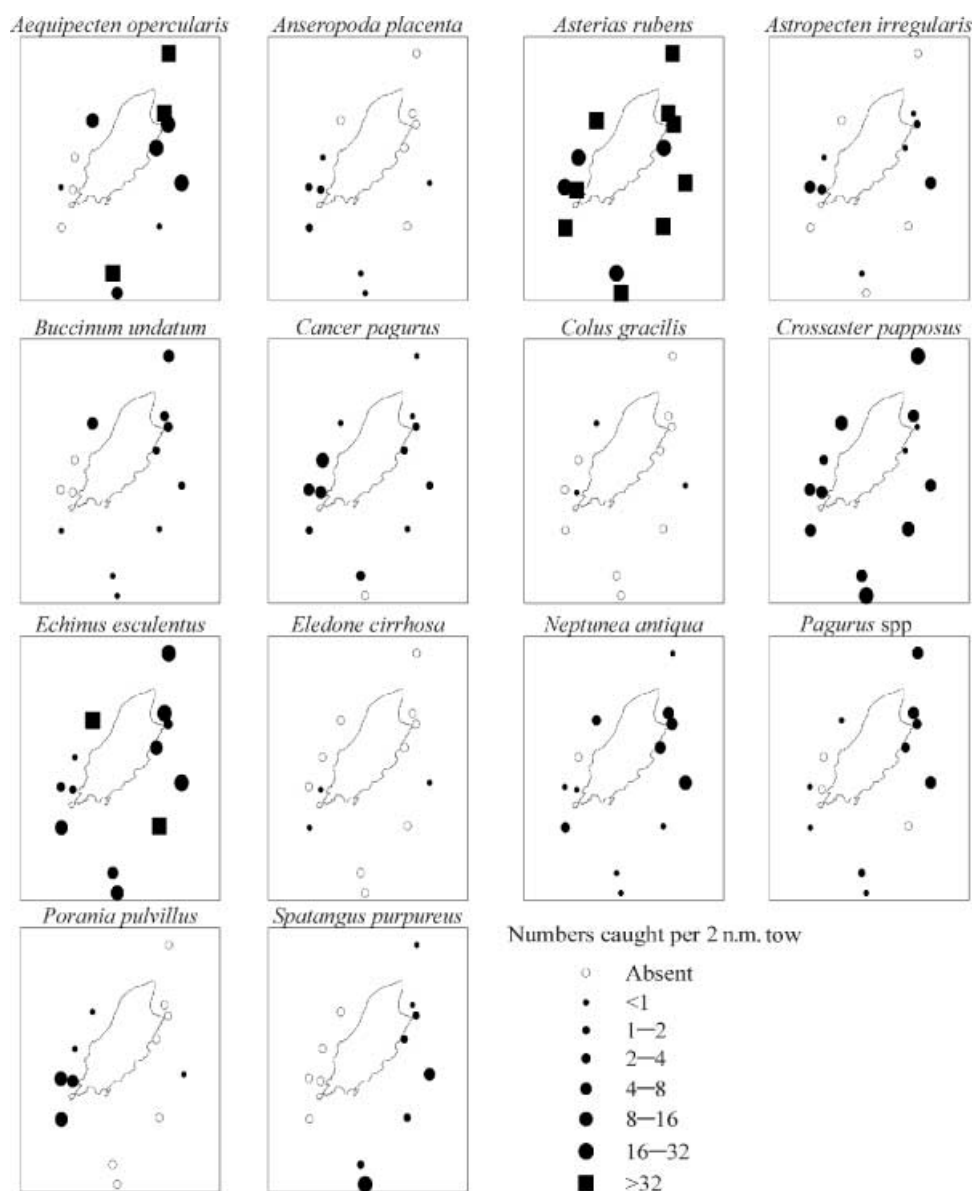 Aequipecten opercularis
Anseropoda placenta
Asterias rubens
Astropecten irregularis
Buccinum undatum
Cancer pagurus
Colus gracilis
Crossaster papposus
Echinus esculentus
Eledone cirrhosa
Neptunea antiqua
Pagurus spp
Porania pulvillus
Spatangus purpureus
Numbers caught per 2 n.m. tow
Absent
<1
1—2
2—4
4—8
8—16
16—32
>32